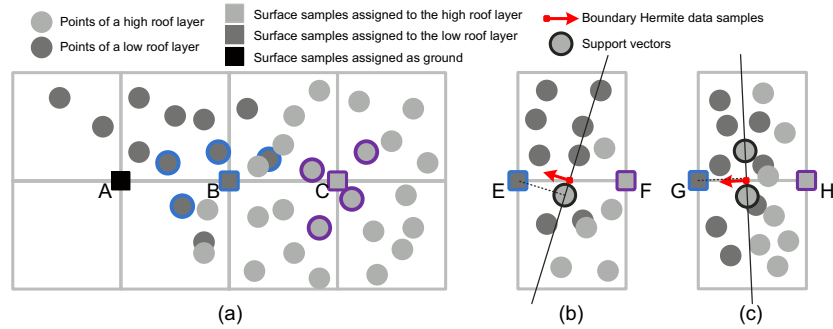 Points of a high roof layer
Points of a low roof layer
Surface samples assigned to the high roof layer
Surface samples assigned to the low roof layer
Surface samples assigned as ground
Boundary Hermite data samples
Support vectors
A
B
C
E
F
G
H
(a)
(b)
(c)